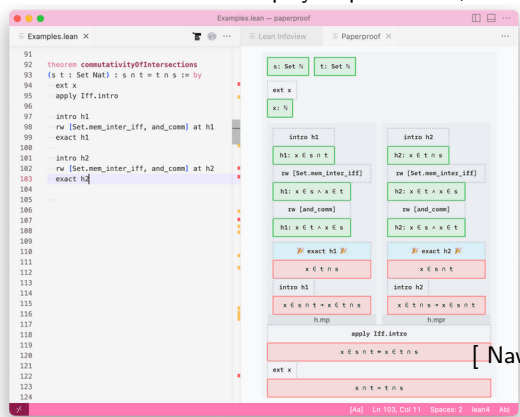 Examples.lean — paperproof
Examples.lean ×
Lean Infoview
Paperproof ×
91
92 theorem commutativityOfIntersections
93 (s t : Set Nat) : s ∩ t = t ∩ s := by
94 ext x
95 apply Iff.intro
96
97 intro h1
98 rw [Set.mem_inter_iff, and_comm] at h1
99 exact h1
100
101 intro h2
102 rw [Set.mem_inter_iff, and_comm] at h2
103 exact h2
104
105
106
107
108
109
110
111
112
113
114
115
116
117
118
119
120
121
122
123
124
s: Set ℕ t: Set ℕ
ext x
x: ℕ
intro h1
h1: x ∈ s ∩ t
rw [Set.mem_inter_iff]
h1: x ∈ s ∧ x ∈ t
rw [and_comm]
h1: x ∈ t ∧ x ∈ s
🎉 exact h1 🎉
x ∈ t ∩ s
intro h1
x ∈ s ∩ t → x ∈ t ∩ s
h.mp
intro h2
h2: x ∈ t ∩ s
rw [Set.mem_inter_iff]
h2: x ∈ t ∧ x ∈ s
rw [and_comm]
h2: x ∈ s ∧ x ∈ t
🎉 exact h2 🎉
x ∈ s ∩ t
intro h2
x ∈ t ∩ s → x ∈ s ∩ t
h.mpr
apply Iff.intro
x ∈ s ∩ t ↔ x ∈ t ∩ s
ext x
s ∩ t = t ∩ s
[Aa] Ln 103, Col 11 Spaces: 2 lean4